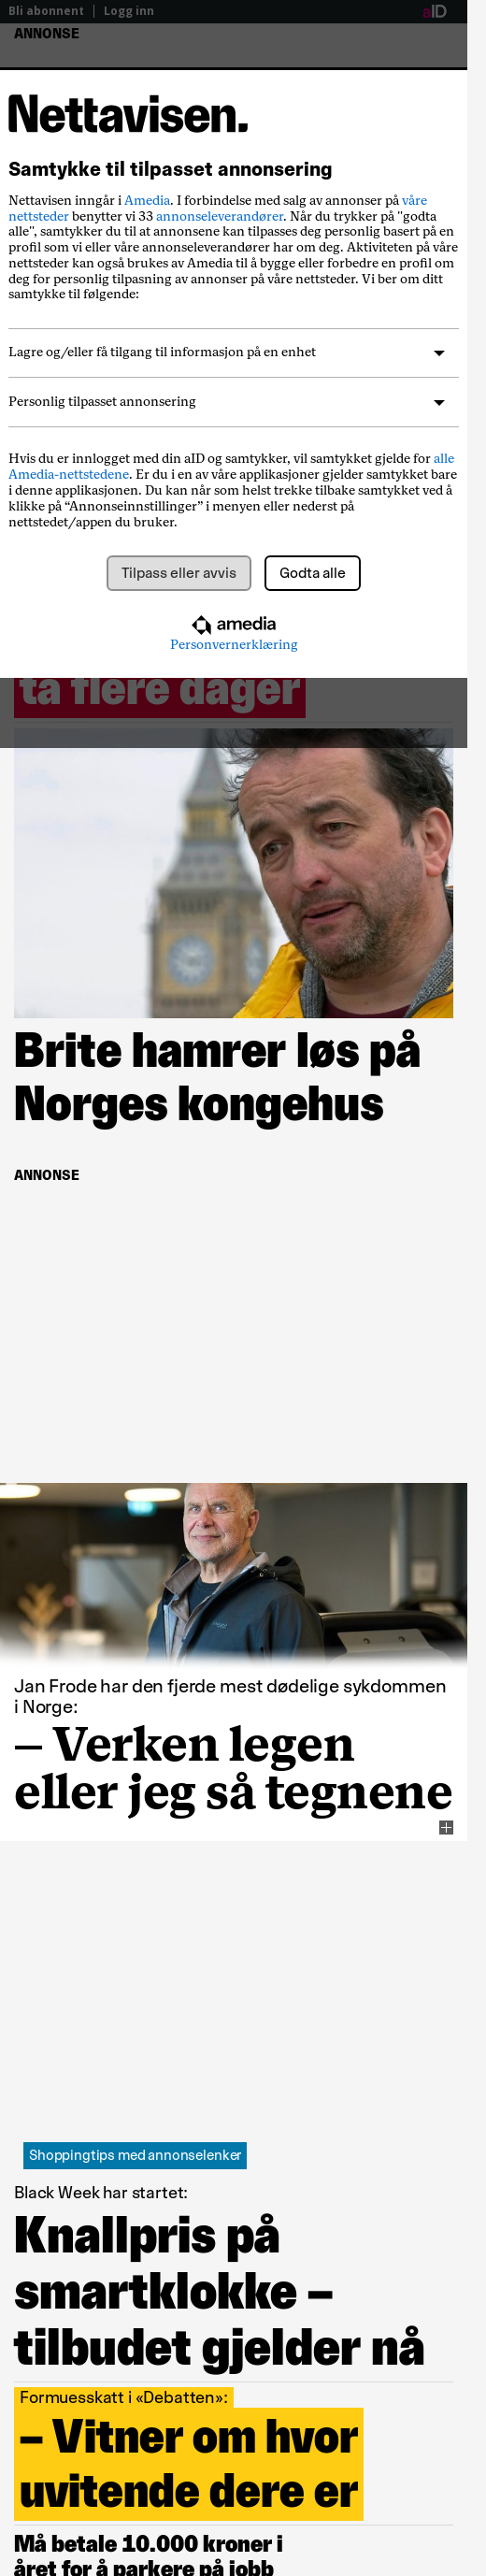 Bli abonnent | Logg inn
aID
ANNONSE
Nettavisen.
Samtykke til tilpasset annonsering
Nettavisen inngår i Amedia. I forbindelse med salg av annonser på våre
nettsteder benytter vi 33 annonseleverandører. Når du trykker på "godta
alle", samtykker du til at annonsene kan tilpasses deg personlig basert på en
profil som vi eller våre annonseleverandører har om deg. Aktiviteten på våre
nettsteder kan også brukes av Amedia til å bygge eller forbedre en profil om
deg for personlig tilpasning av annonser på våre nettsteder. Vi ber om ditt
samtykke til følgende:
Lagre og/eller få tilgang til informasjon på en enhet
Personlig tilpasset annonsering
Hvis du er innlogget med din aID og samtykker, vil samtykket gjelde for alle
Amedia-nettstedene. Er du i en av våre applikasjoner gjelder samtykket bare
i denne applikasjonen. Du kan når som helst trekke tilbake samtykket ved å
klikke på “Annonseinnstillinger” i menyen eller nederst på
nettstedet/appen du bruker.
Tilpass eller avvis
Godta alle
amedia
Personvernerklæring
ta flere dager
Brite hamrer løs på
Norges kongehus
ANNONSE
Jan Frode har den fjerde mest dødelige sykdommen
i Norge:
– Verken legen
eller jeg så tegnene
Shoppingtips med annonselenker
Black Week har startet:
Knallpris på
smartklokke –
tilbudet gjelder nå
Formuesskatt i «Debatten»:
– Vitner om hvor
uvitende dere er
Må betale 10.000 kroner i
året for å parkere på jobb